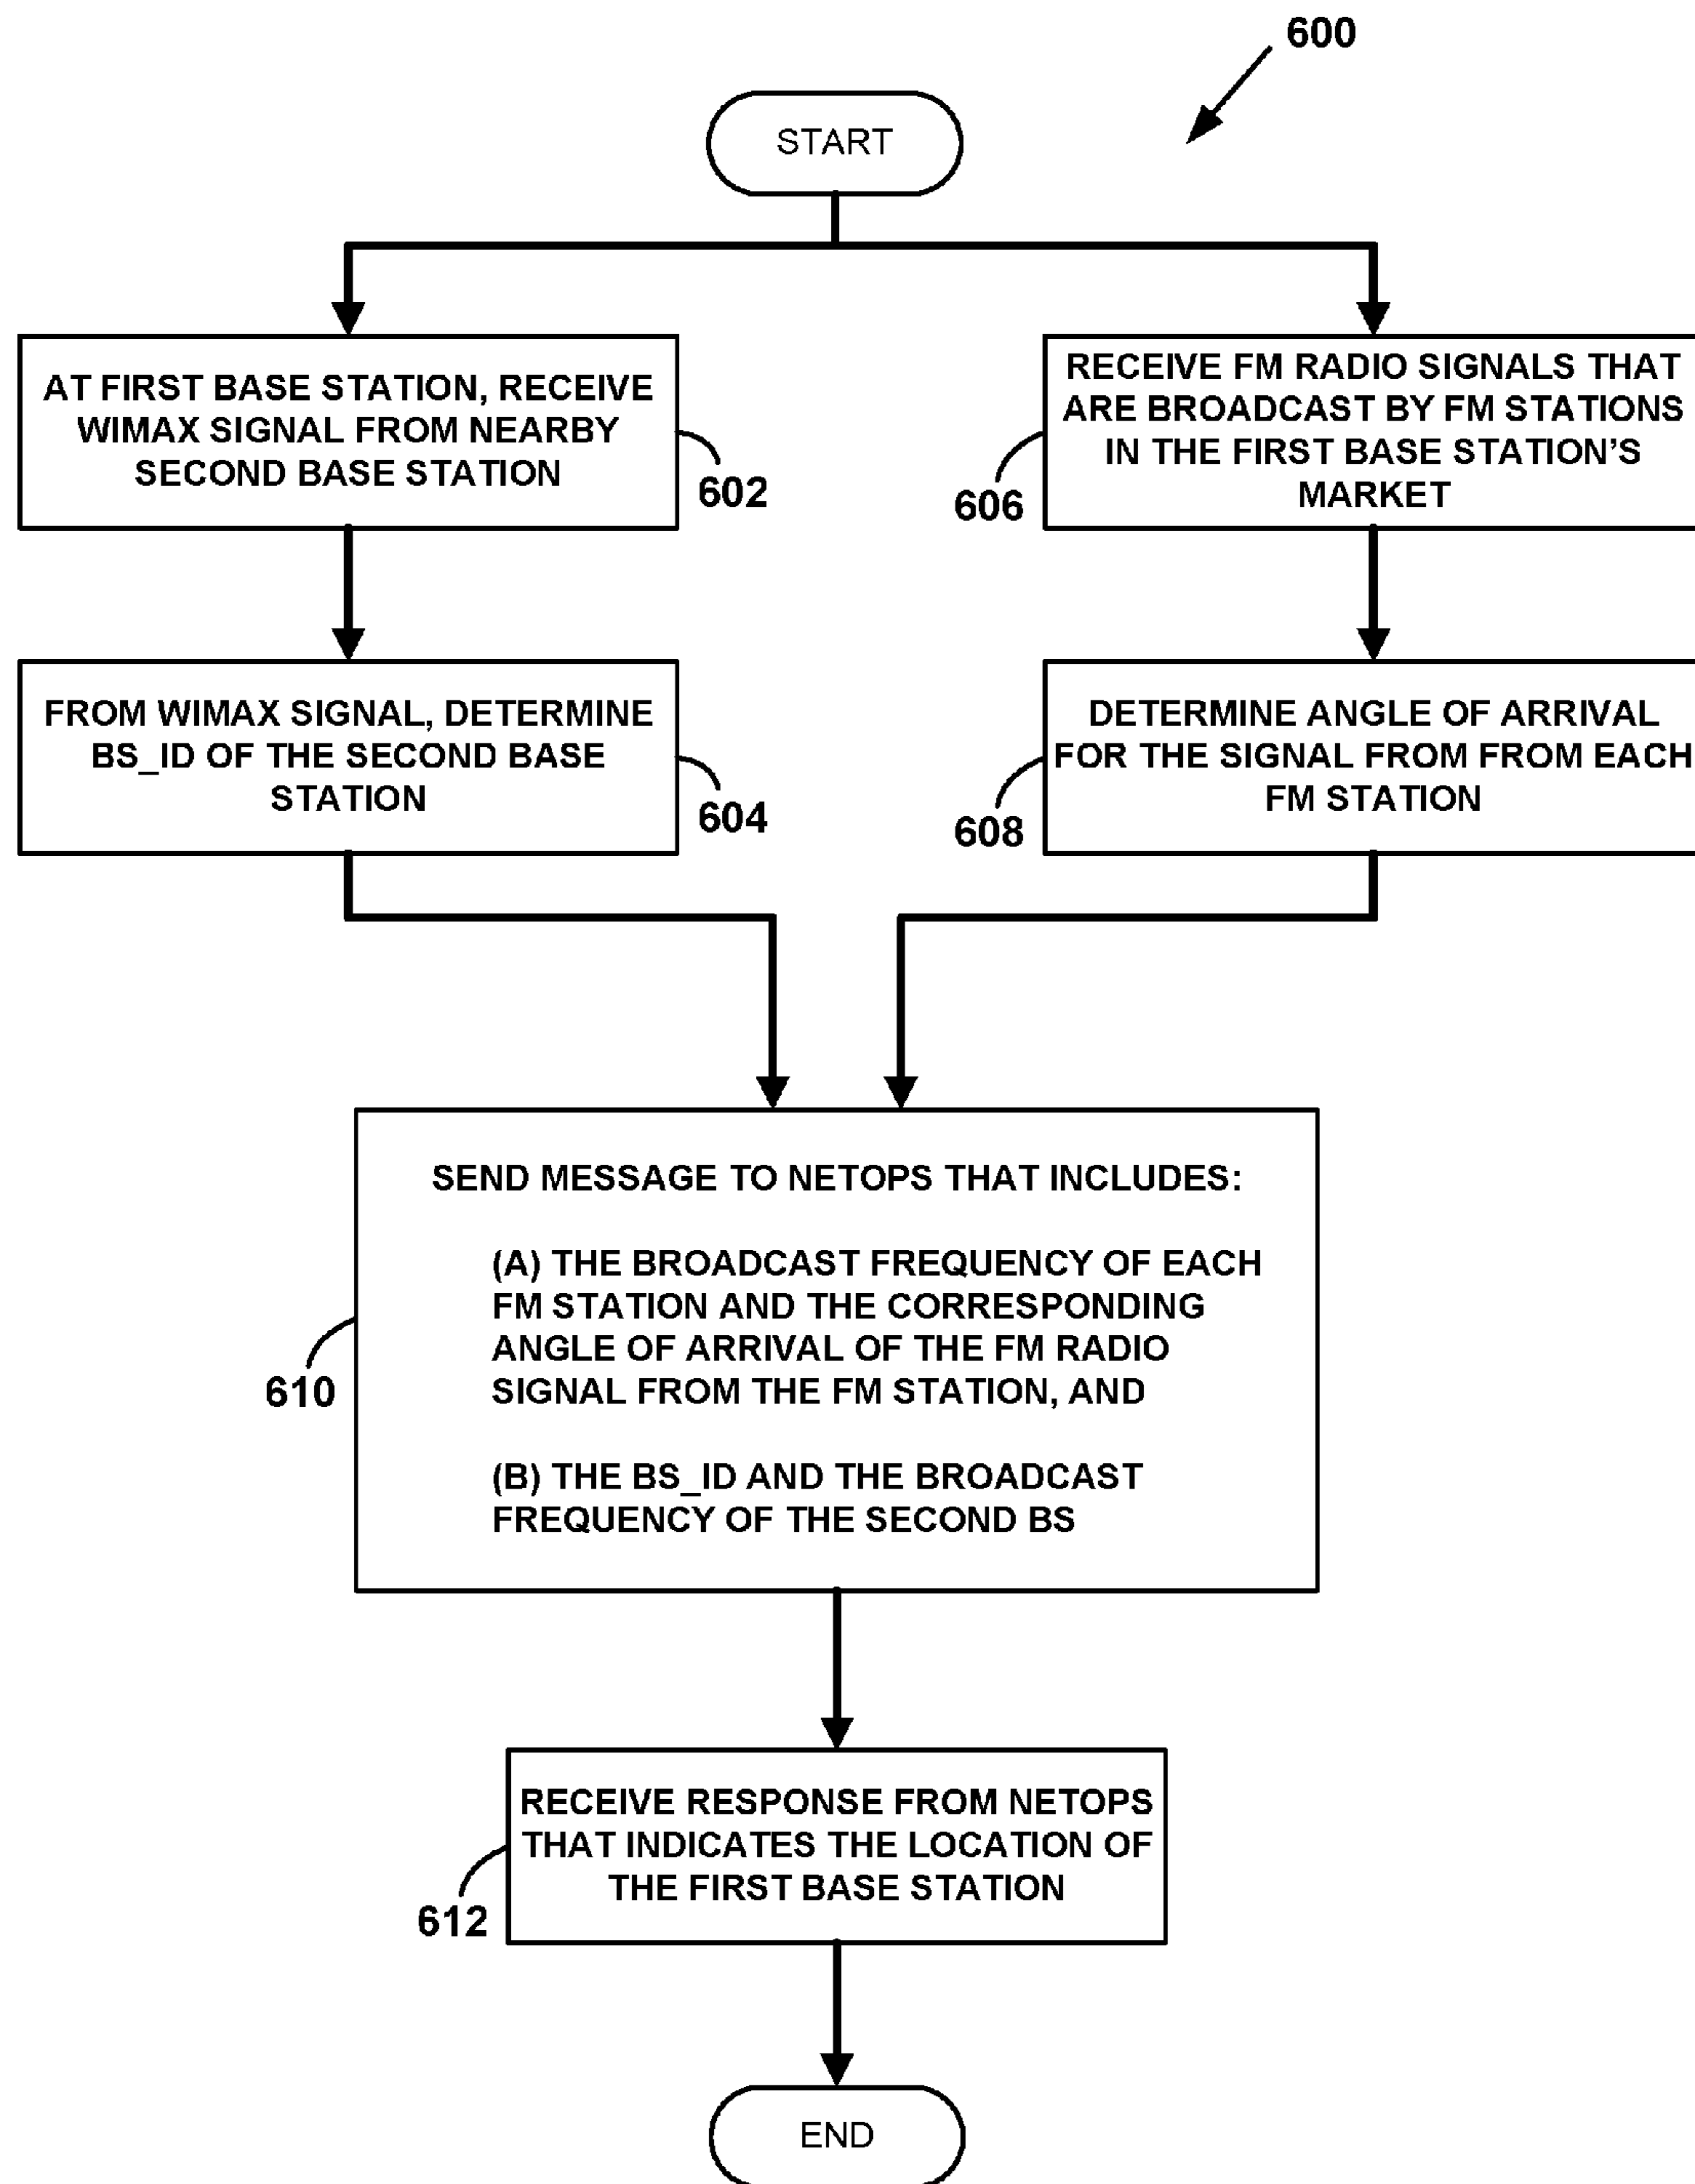 600
START
AT FIRST BASE STATION, RECEIVE
WIMAX SIGNAL FROM NEARBY
SECOND BASE STATION
602
RECEIVE FM RADIO SIGNALS THAT
ARE BROADCAST BY FM STATIONS
IN THE FIRST BASE STATION'S
MARKET
606
FROM WIMAX SIGNAL, DETERMINE
BS_ID OF THE SECOND BASE
STATION
604
DETERMINE ANGLE OF ARRIVAL
FOR THE SIGNAL FROM FROM EACH
FM STATION
608
SEND MESSAGE TO NETOPS THAT INCLUDES:
(A) THE BROADCAST FREQUENCY OF EACH
FM STATION AND THE CORRESPONDING
ANGLE OF ARRIVAL OF THE FM RADIO
SIGNAL FROM THE FM STATION, AND
(B) THE BS_ID AND THE BROADCAST
FREQUENCY OF THE SECOND BS
610
RECEIVE RESPONSE FROM NETOPS
THAT INDICATES THE LOCATION OF
THE FIRST BASE STATION
612
END